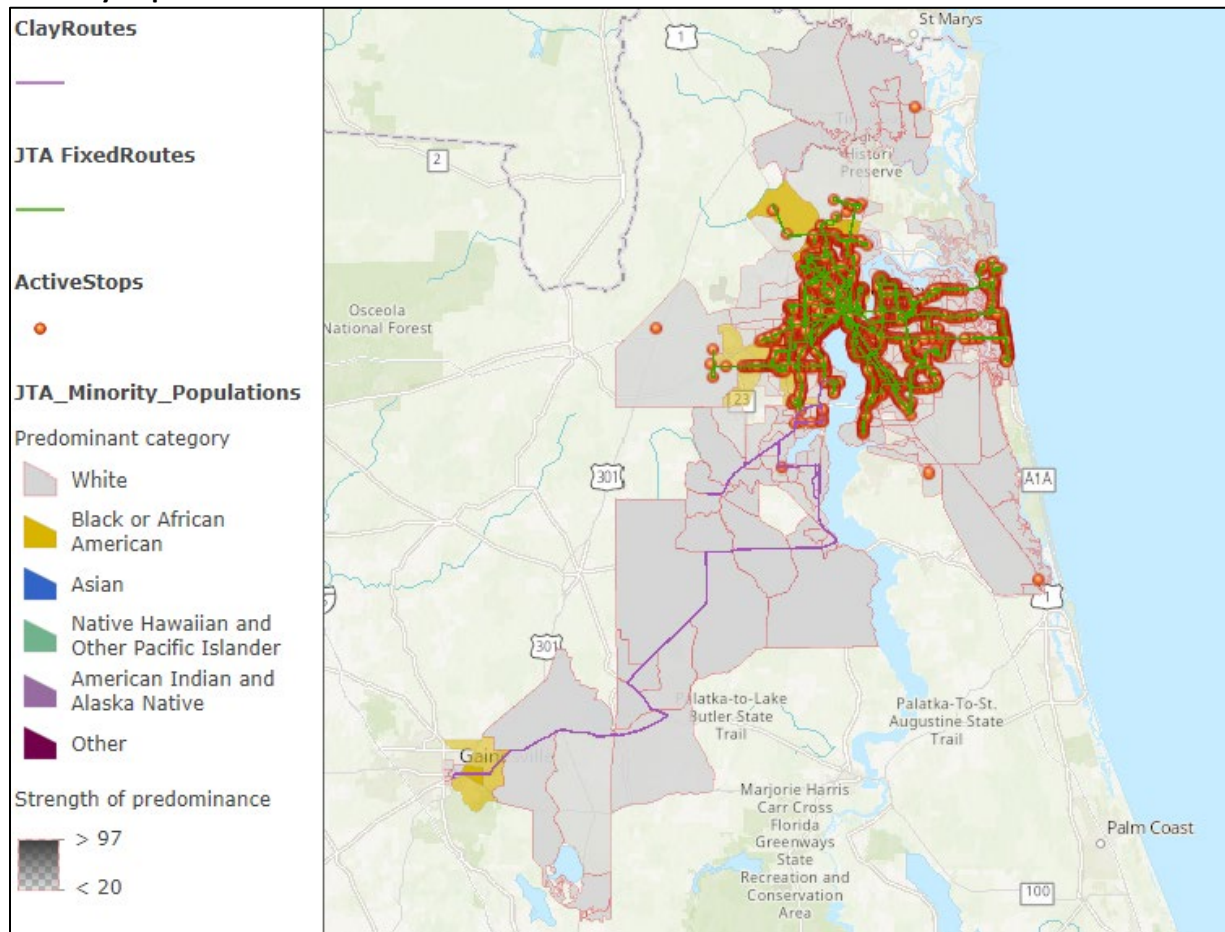 ClayRoutes
JTA FixedRoutes
ActiveStops
JTA_Minority_Populations
Predominant category
White
Black or African
American
Asian
Native Hawaiian and
Other Pacific Islander
American Indian and
Alaska Native
Other
Strength of predominance
> 97
< 20
St Marys
1
2
Histori
Preserve
Osceola
National Forest
23
301
A1A
1
301
Palatka-to-Lake
Butler State
Trail
Palatka-To-St.
Augustine State
Trail
Marjorie Harris
Carr Cross
Florida
Greenways
State
Recreation and
Conservation
Area
Palm Coast
100